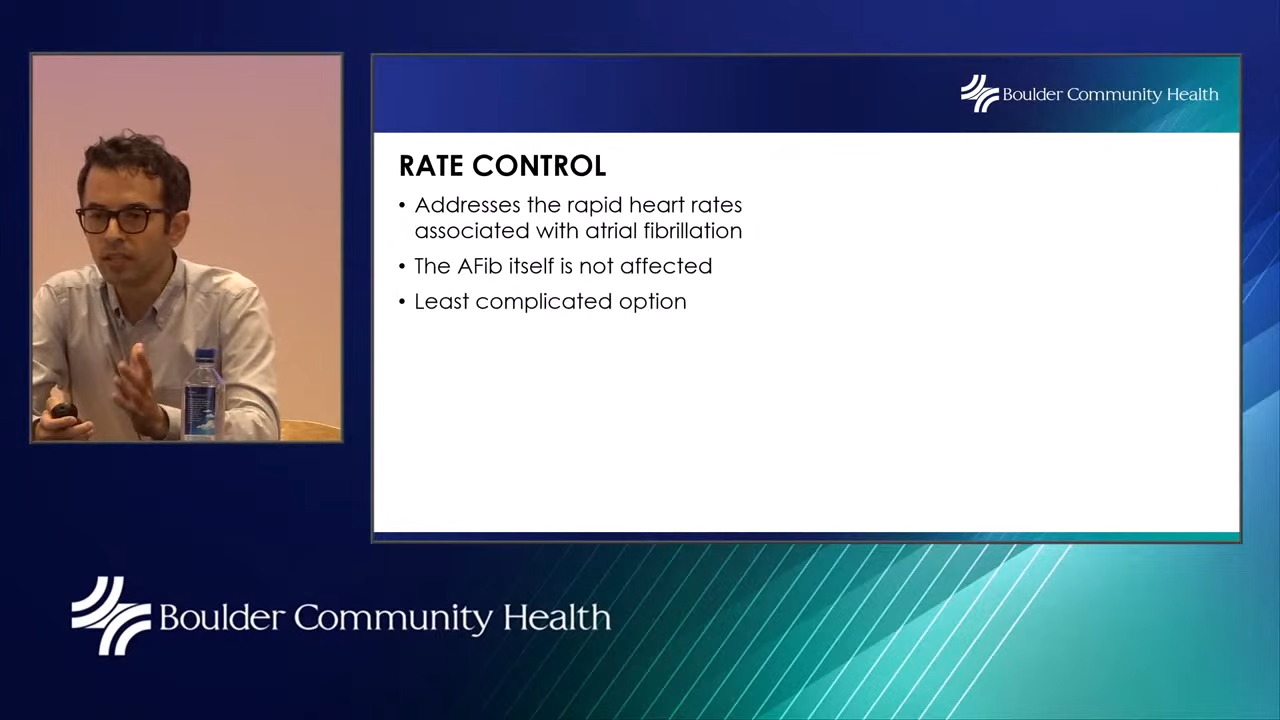 Boulder Community Health
RATE CONTROL
• Addresses the rapid heart rates
associated with atrial fibrillation
• The AFib itself is not affected
• Least complicated option
Boulder Community Health